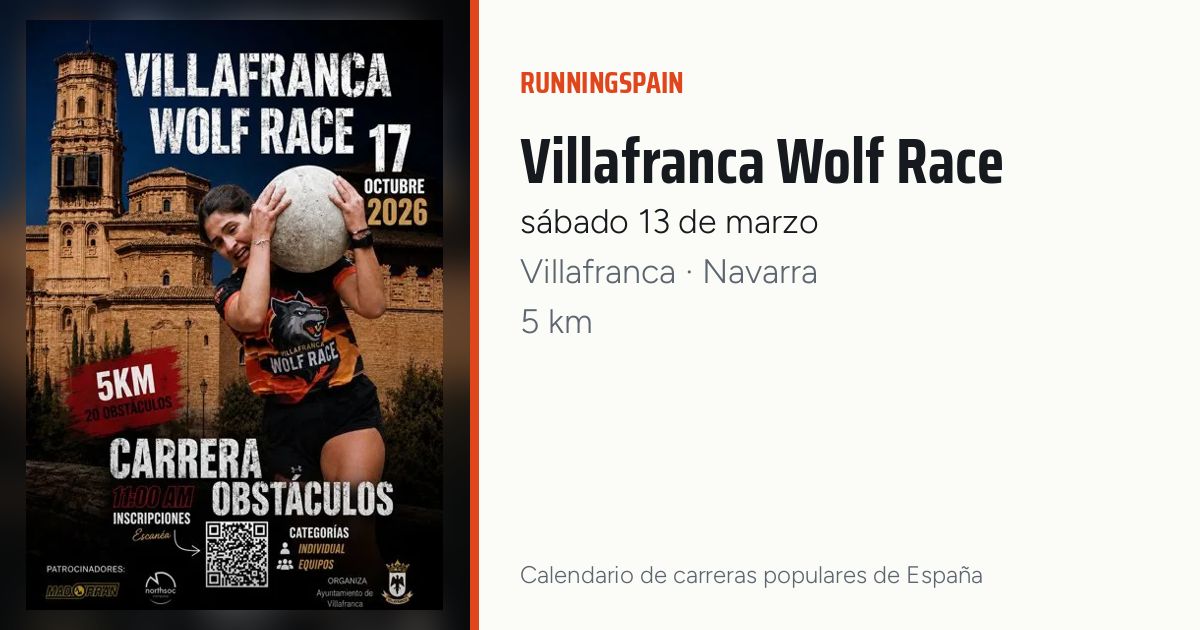 VILLAFRANCA
WOLF RACE
17
OCTUBRE
2026
VILLAFRANCA
WOLF RACE
5KM
20 OBSTÁCULOS
CARRERA
OBSTÁCULOS
11:00 AM
INSCRIPCIONES
Escanéa
CATEGORÍAS
INDIVIDUAL
EQUIPOS
PATROCINADORES:
northsoc
ORGANIZA
Ayuntamiento de
Villafranca
RUNNINGSPAIN
Villafranca Wolf Race
sábado 13 de marzo
Villafranca · Navarra
5 km
Calendario de carreras populares de España